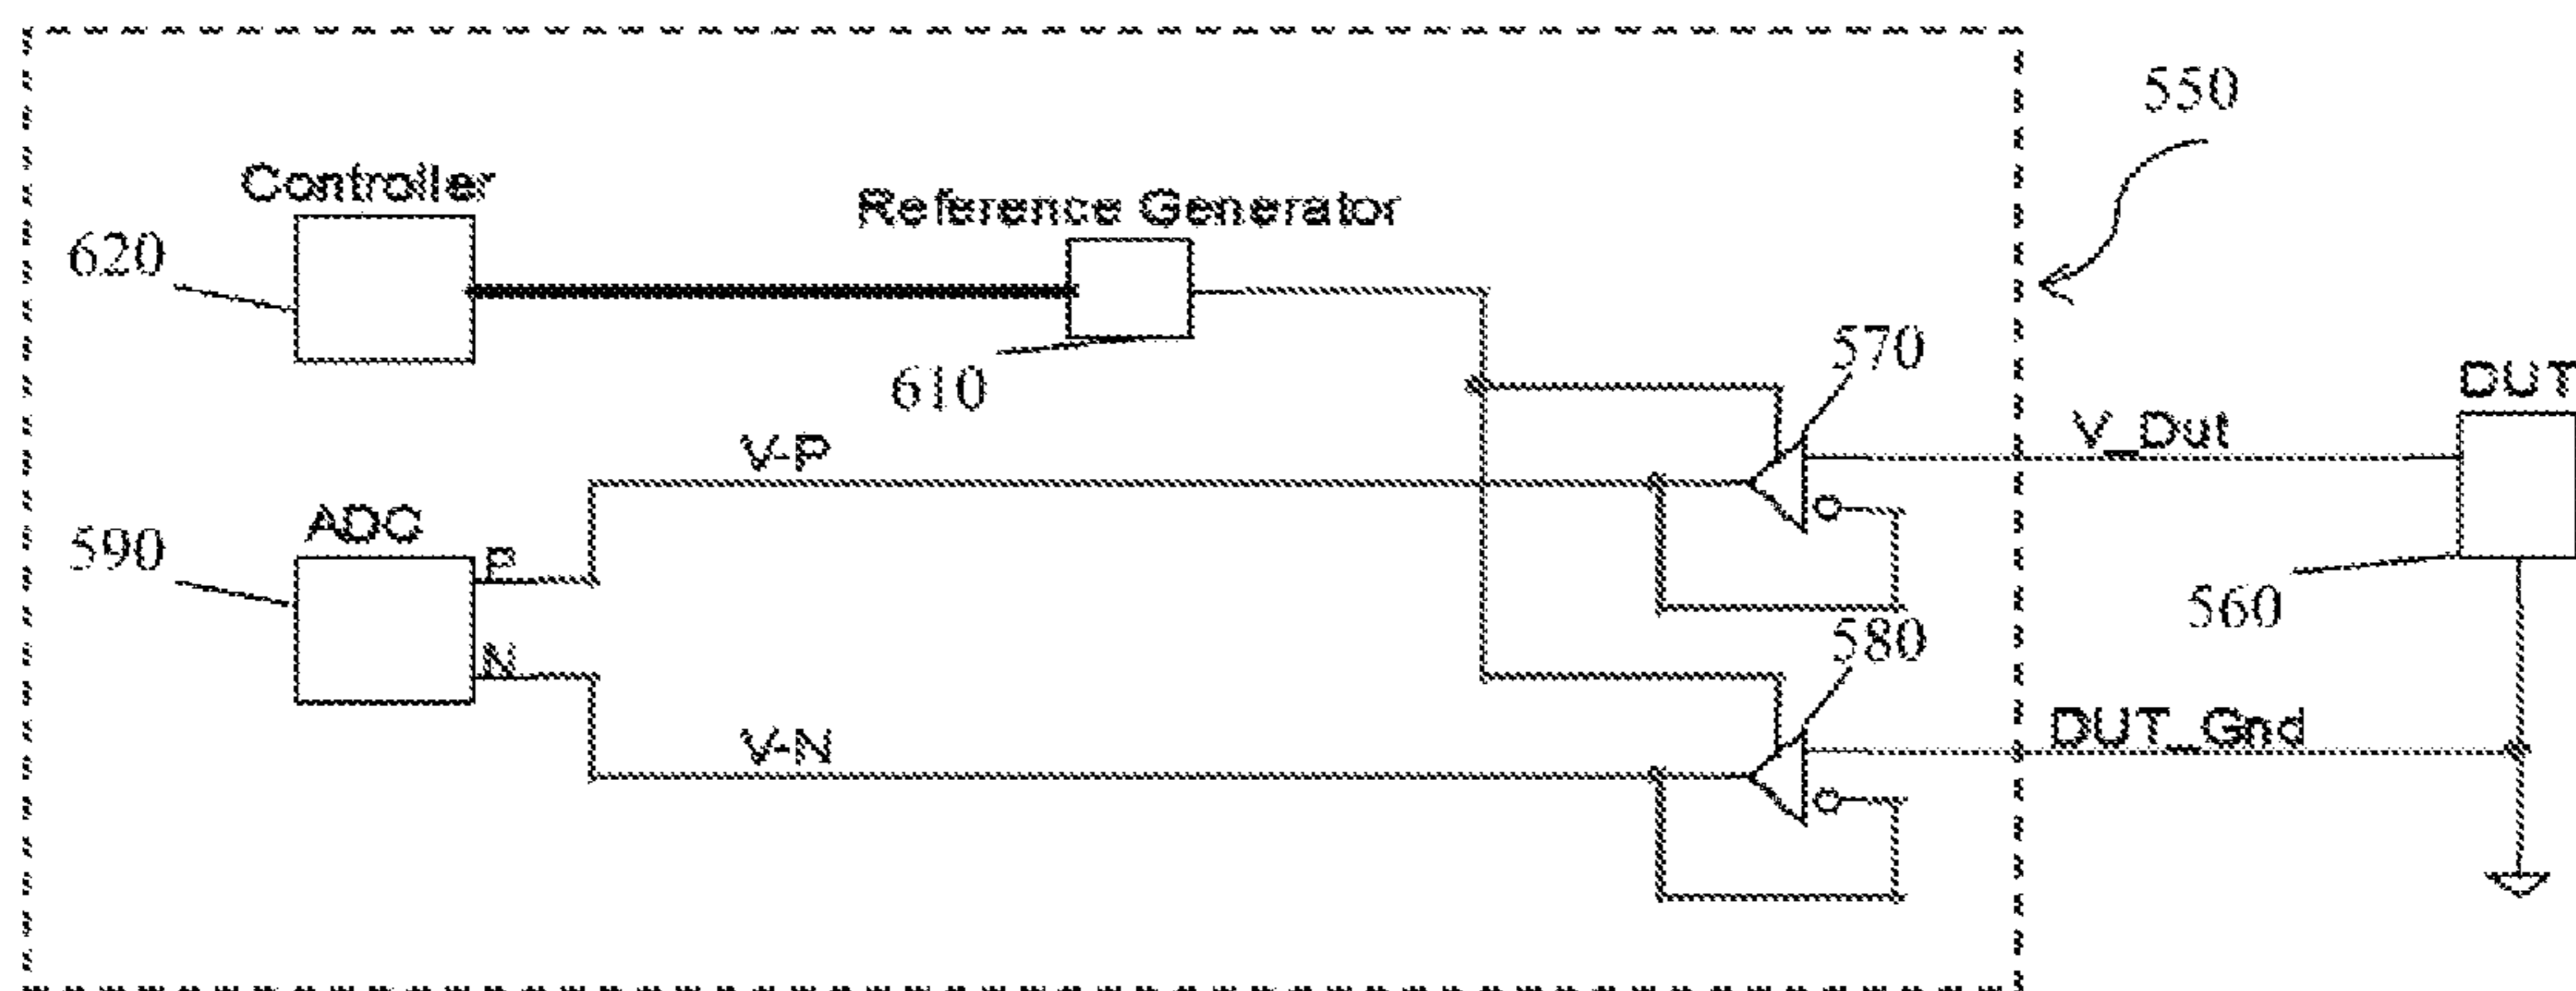 550
Controller
620
Reference Generator
610
570
DUT
V_Dut
V-P
ADC
590
P
560
N
580
DUT_Gnd
V-N